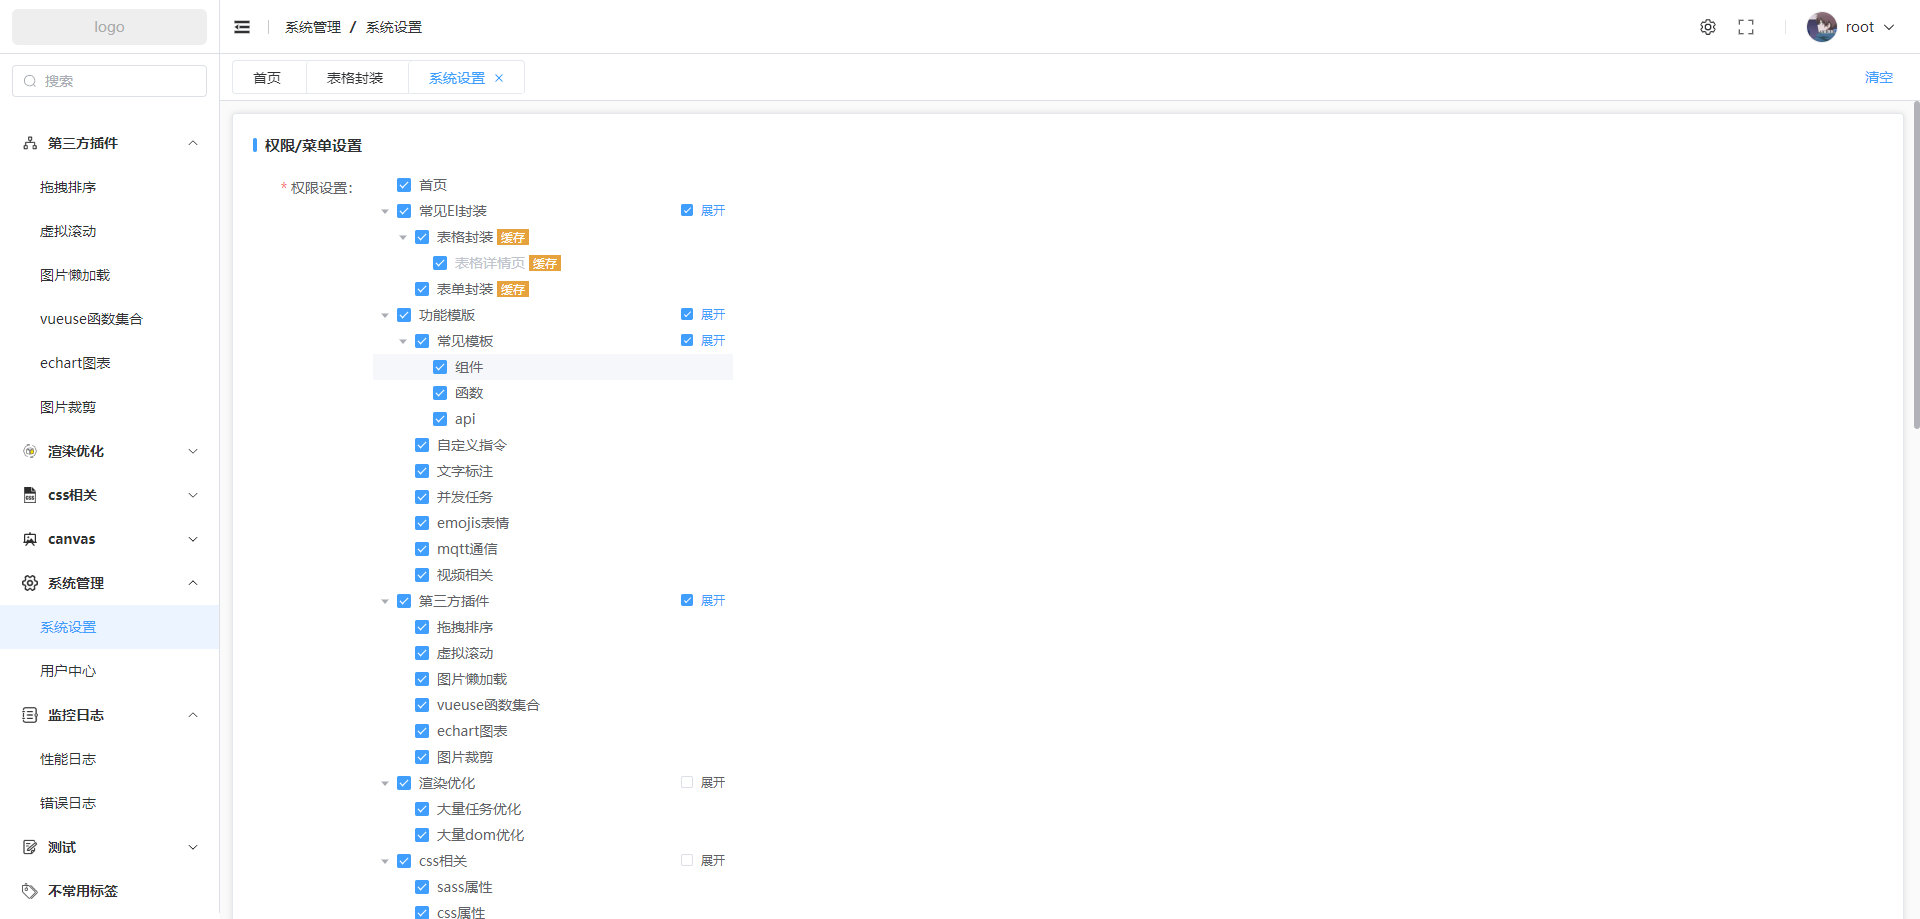 logo
搜索
第三方插件
拖拽排序
虚拟滚动
图片懒加载
vueuse函数集合
echart图表
图片裁剪
渲染优化
css相关
canvas
系统管理
系统设置
用户中心
监控日志
性能日志
错误日志
测试
不常用标签
系统管理 / 系统设置
root
首页 表格封装 系统设置
清空
权限/菜单设置
* 权限设置:
首页
常见El封装 展开
表格封装 缓存
表格详情页 缓存
表单封装 缓存
功能模版 展开
常见模板 展开
组件
函数
api
自定义指令
文字标注
并发任务
emojis表情
mqtt通信
视频相关
第三方插件 展开
拖拽排序
虚拟滚动
图片懒加载
vueuse函数集合
echart图表
图片裁剪
渲染优化 展开
大量任务优化
大量dom优化
css相关 展开
sass属性
css属性